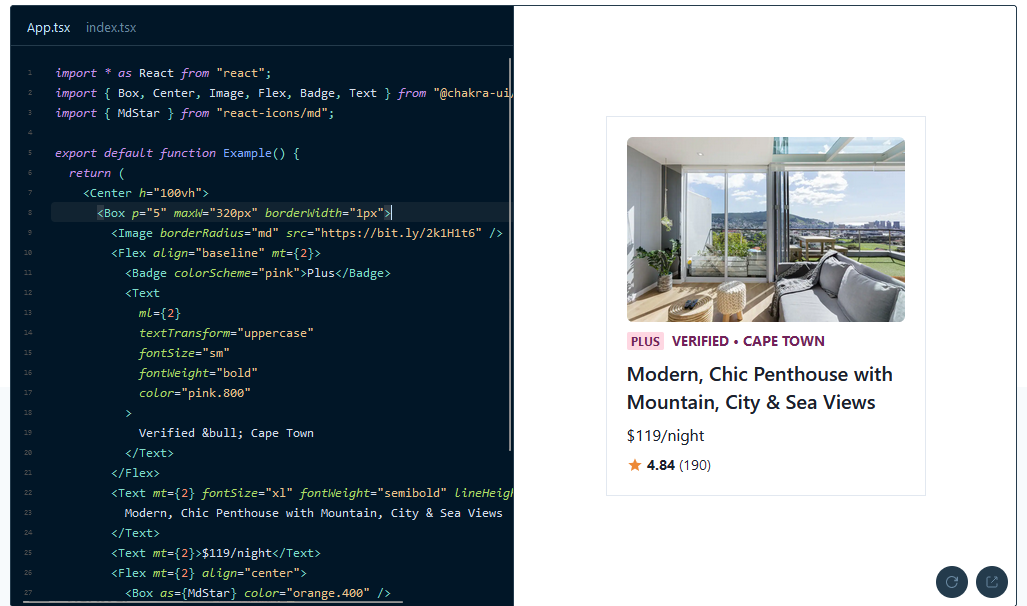 App.tsx index.tsx
1 import * as React from "react";
2 import { Box, Center, Image, Flex, Badge, Text } from "@chakra-ui/
3 import { MdStar } from "react-icons/md";
4
5 export default function Example() {
6 return (
7 <Center h="100vh">
8 <Box p="5" maxW="320px" borderWidth="1px">
9 <Image borderRadius="md" src="https://bit.ly/2k1H1t6" />
10 <Flex align="baseline" mt={2}>
11 <Badge colorScheme="pink">Plus</Badge>
12 <Text
13 ml={2}
14 textTransform="uppercase"
15 fontSize="sm"
16 fontWeight="bold"
17 color="pink.800"
18 >
19 Verified &bull; Cape Town
20 </Text>
21 </Flex>
22 <Text mt={2} fontSize="xl" fontWeight="semibold" lineHeigh
23 Modern, Chic Penthouse with Mountain, City & Sea Views
24 </Text>
25 <Text mt={2}>$119/night</Text>
26 <Flex mt={2} align="center">
27 <Box as={MdStar} color="orange.400" />
PLUS VERIFIED • CAPE TOWN
Modern, Chic Penthouse with
Mountain, City & Sea Views
$119/night
4.84 (190)